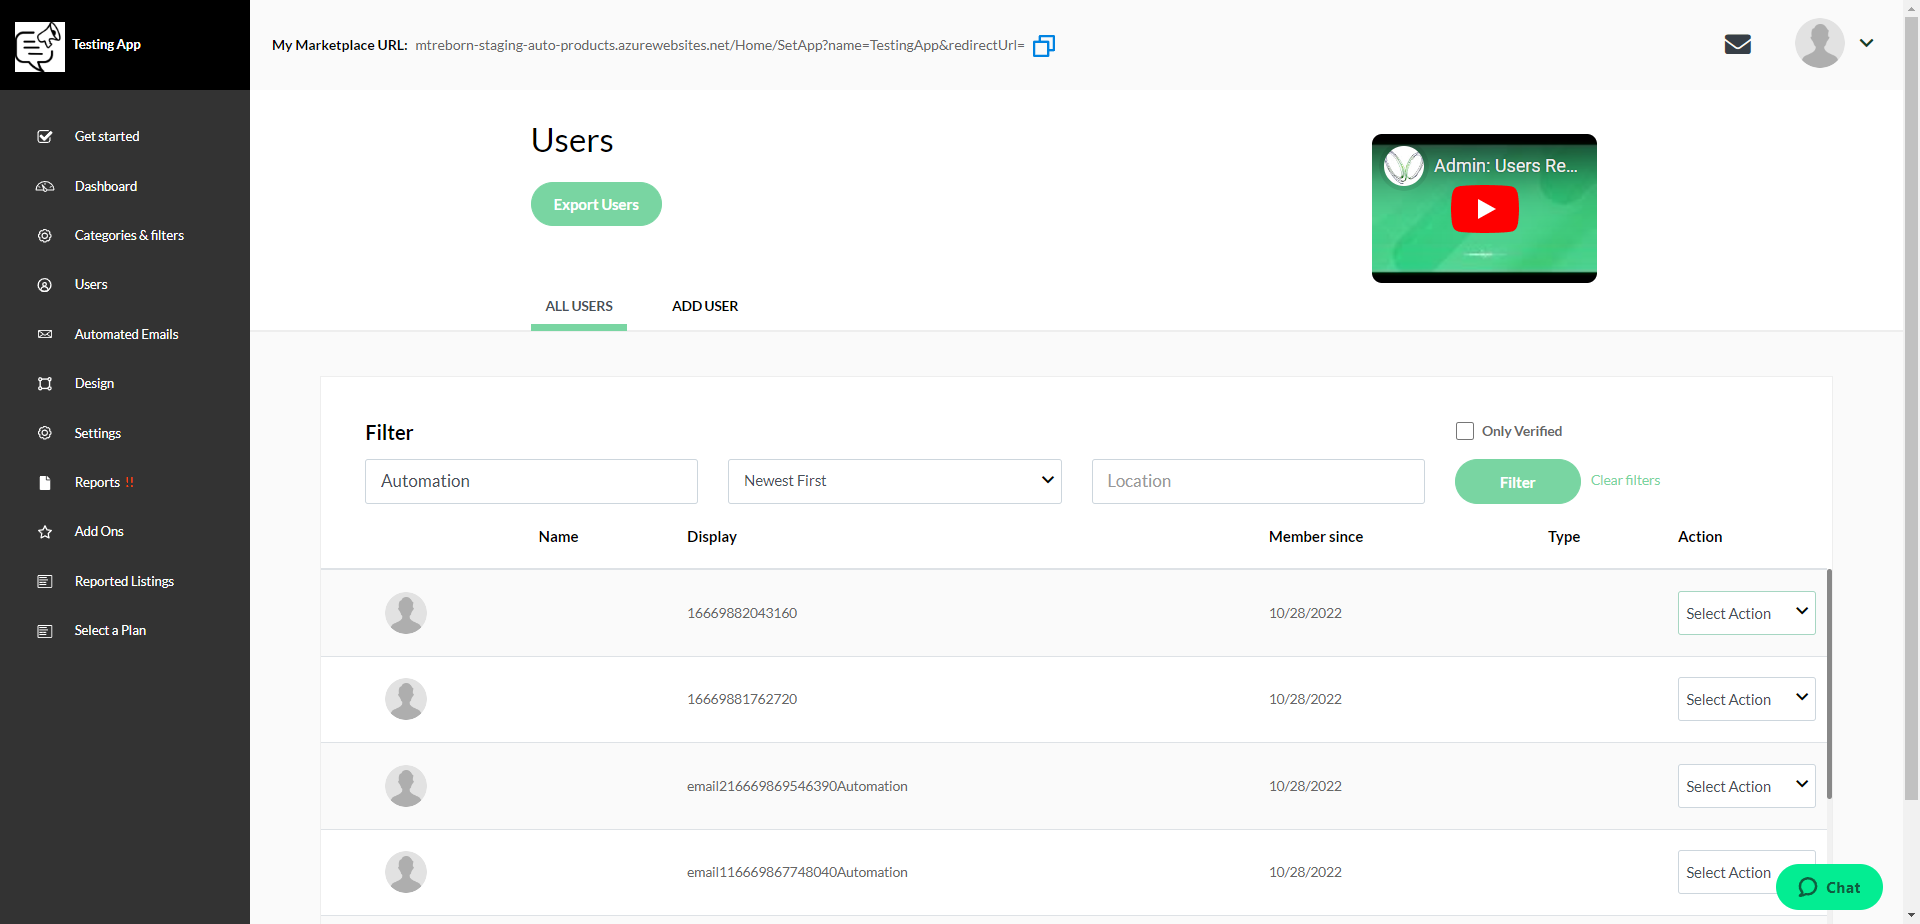 Testing App
My Marketplace URL: mtreborn-staging-auto-products.azurewebsites.net/Home/SetApp?name=TestingApp&redirectUrl=
Get started
Dashboard
Categories & filters
Users
Automated Emails
Design
Settings
Reports !!
Add Ons
Reported Listings
Select a Plan
Users
Export Users
Admin: Users Re...
ALL USERS ADD USER
Filter
Only Verified
Automation Newest First Location Filter Clear filters
Name Display Member since Type Action
16669882043160 10/28/2022 Select Action
16669881762720 10/28/2022 Select Action
email216669869546390Automation 10/28/2022 Select Action
email116669867748040Automation 10/28/2022 Select Action
Chat